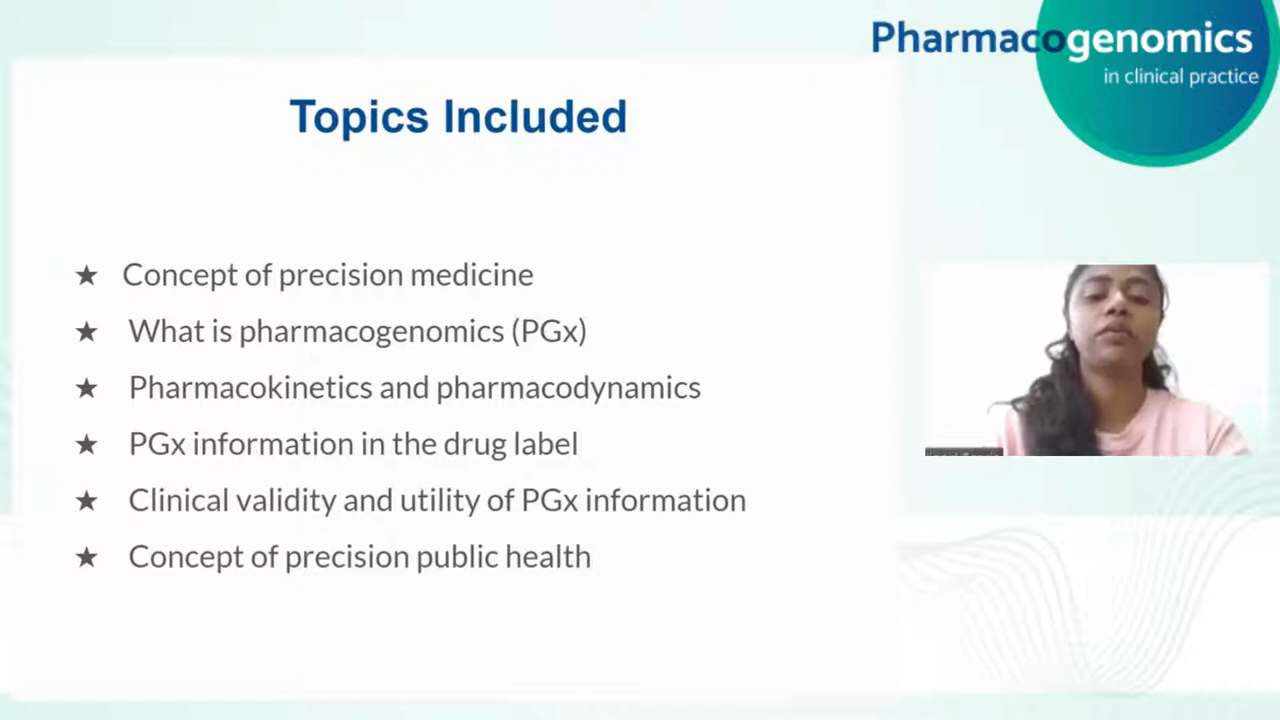 Pharmacogenomics
in clinical practice
Topics Included
★ Concept of precision medicine
★ What is pharmacogenomics (PGx)
★ Pharmacokinetics and pharmacodynamics
★ PGx information in the drug label
★ Clinical validity and utility of PGx information
★ Concept of precision public health